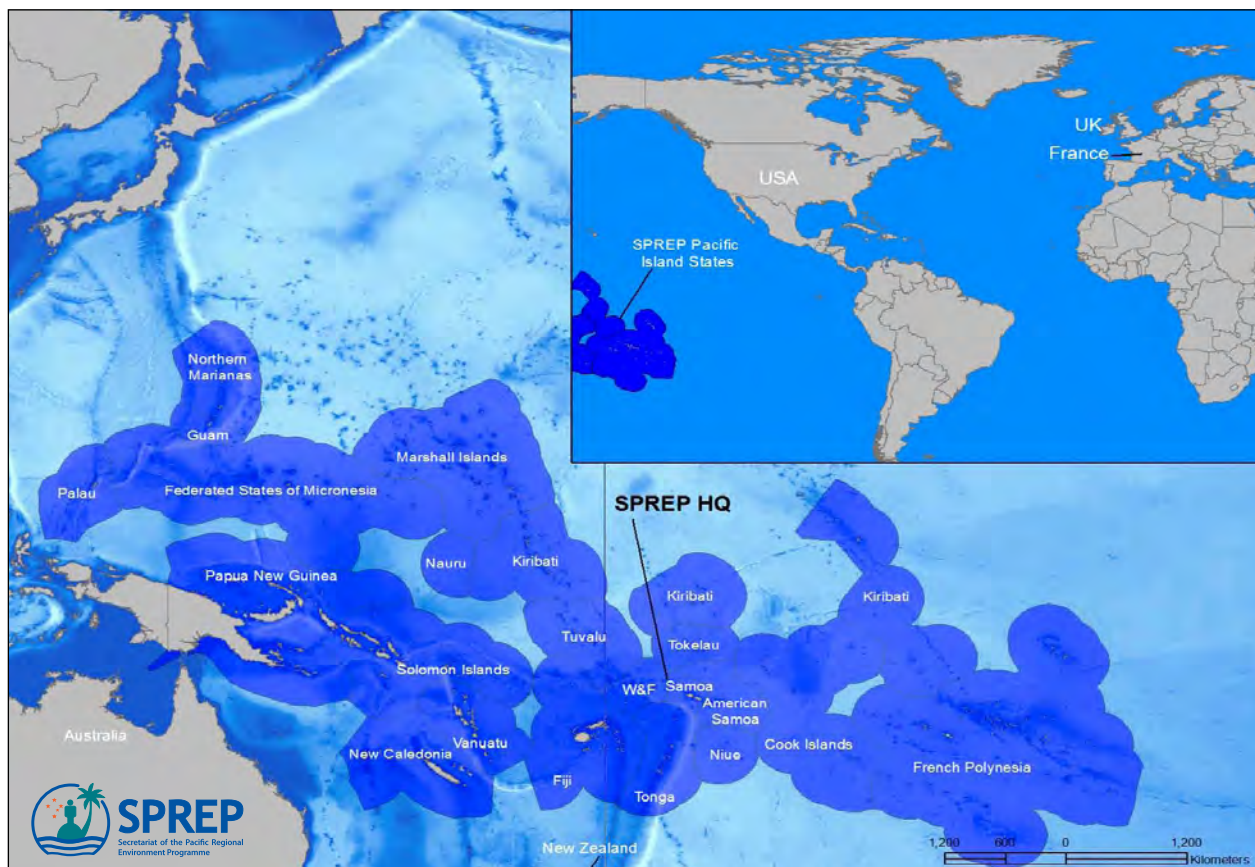 UK
France
USA
SPREP Pacific
Island States
Northern
Marianas
Guam
Marshall Islands
Palau
Federated States of Micronesia
SPREP HQ
Nauru
Kiribati
Kiribati
Kiribati
Papua New Guinea
Tuvalu
Tokelau
Solomon Islands
W&F
Samoa
American
Samoa
Australia
New Caledonia
Vanuatu
Fiji
Tonga
Niue
Cook Islands
French Polynesia
New Zealand
SPREP
Secretariat of the Pacific Regional
Environment Programme
1,200 600 0 1,200
Kilometers